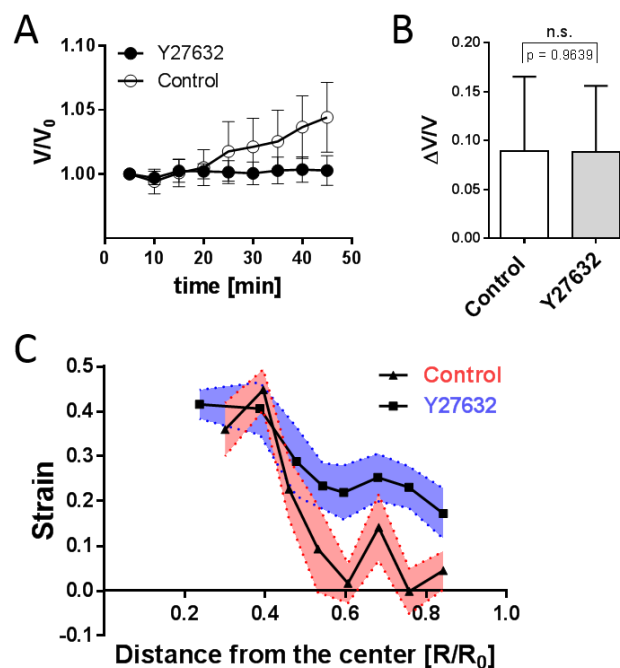 A
Y27632
Control
1.10
1.05
1.00
V/V0
0 10 20 30 40 50
time [min]
B
n.s.
p = 0.9639
0.20
0.15
0.10
0.05
0.00
ΔV/V
Control
Y27632
C
Control
Y27632
0.5
0.4
0.3
0.2
0.1
0.0
-0.1
Strain
0.2 0.4 0.6 0.8 1.0
Distance from the center [R/R0]